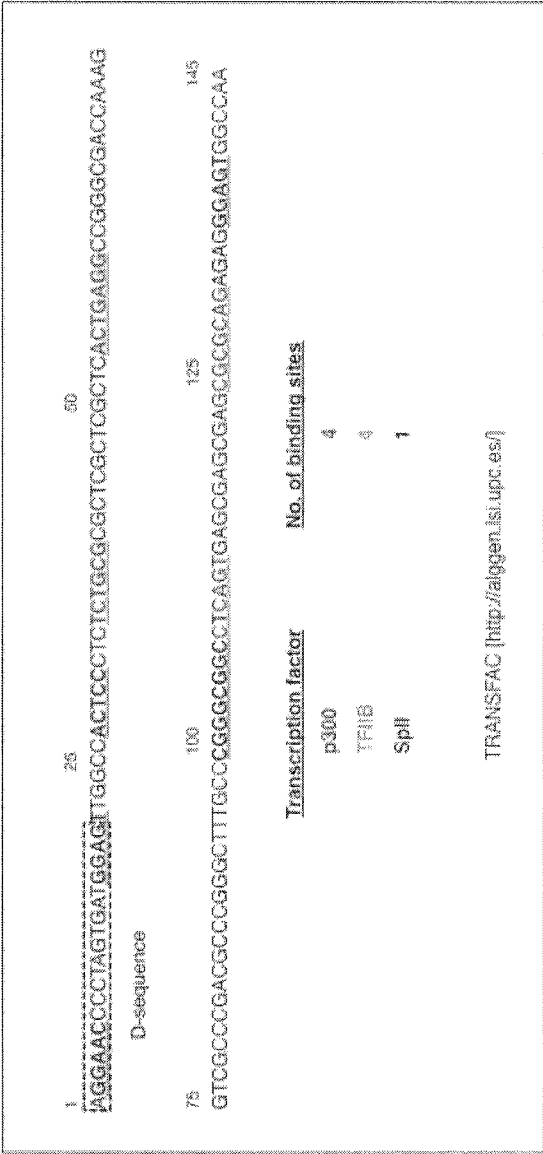 1 25 50
AGGAACCCCTAGTGATGGAGTTGGCCACTCCCTCTCTGCGCGCTCGCTCGCTCACTGAGGCCGGGCGACCAAAG
D-sequence
75 100 125 145
GTCGCCCGACGCCCGGGCTTTGCCCGGGCGGCCTCAGTGAGCGAGCGAGCGCGCAGAGAGGGAGTGGCCAA
Transcription factor No. of binding sites
p300 4
TFIIB 4
SpII 1
TRANSFAC [http://alggen.lsi.upc.es/]